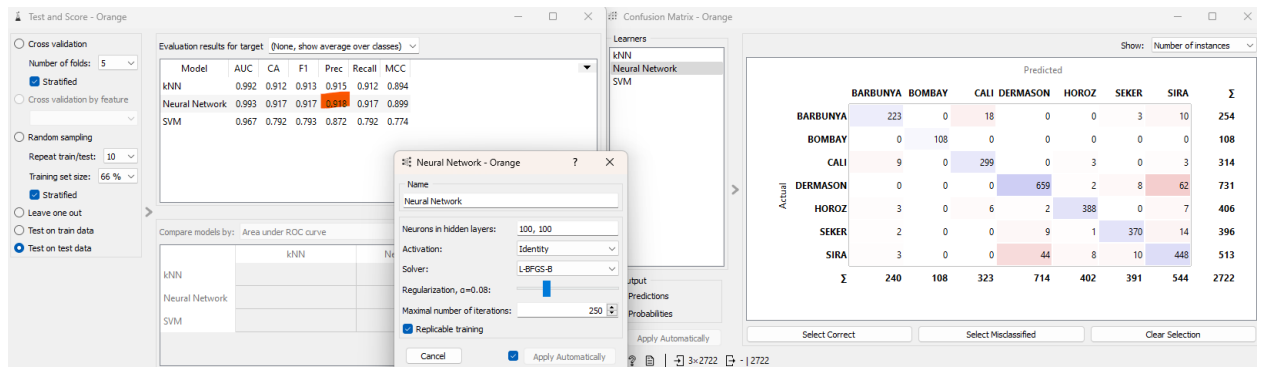 Test and Score - Orange
Cross validation
Number of folds: 5
Stratified
Cross validation by feature
Random sampling
Repeat train/test: 10
Training set size: 66 %
Stratified
Leave one out
Test on train data
Test on test data
Evaluation results for target (None, show average over classes)
Model AUC CA F1 Prec Recall MCC
kNN 0.992 0.912 0.913 0.915 0.912 0.894
Neural Network 0.993 0.917 0.917 0.918 0.917 0.899
SVM 0.967 0.792 0.793 0.872 0.792 0.774
Compare models by: Area under ROC curve
kNN Ne
kNN
Neural Network
SVM
Neural Network - Orange ?
Name
Neural Network
Neurons in hidden layers: 100, 100
Activation: Identity
Solver: L-BFGS-B
Regularization, α=0.08:
Maximal number of iterations: 250
Replicable training
Cancel Apply Automatically
Confusion Matrix - Orange
Learners
kNN
Neural Network
SVM
utput
Predictions
Probabilities
Apply Automatically
Show: Number of instances
Predicted
BARBUNYA BOMBAY CALI DERMASON HOROZ SEKER SIRA Σ
Actual
BARBUNYA 223 0 18 0 0 3 10 254
BOMBAY 0 108 0 0 0 0 0 108
CALI 9 0 299 0 3 0 3 314
DERMASON 0 0 0 659 2 8 62 731
HOROZ 3 0 6 2 388 0 7 406
SEKER 2 0 0 9 1 370 14 396
SIRA 3 0 0 44 8 10 448 513
Σ 240 108 323 714 402 391 544 2722
Select Correct Select Misclassified Clear Selection
? 3×2722 - | 2722